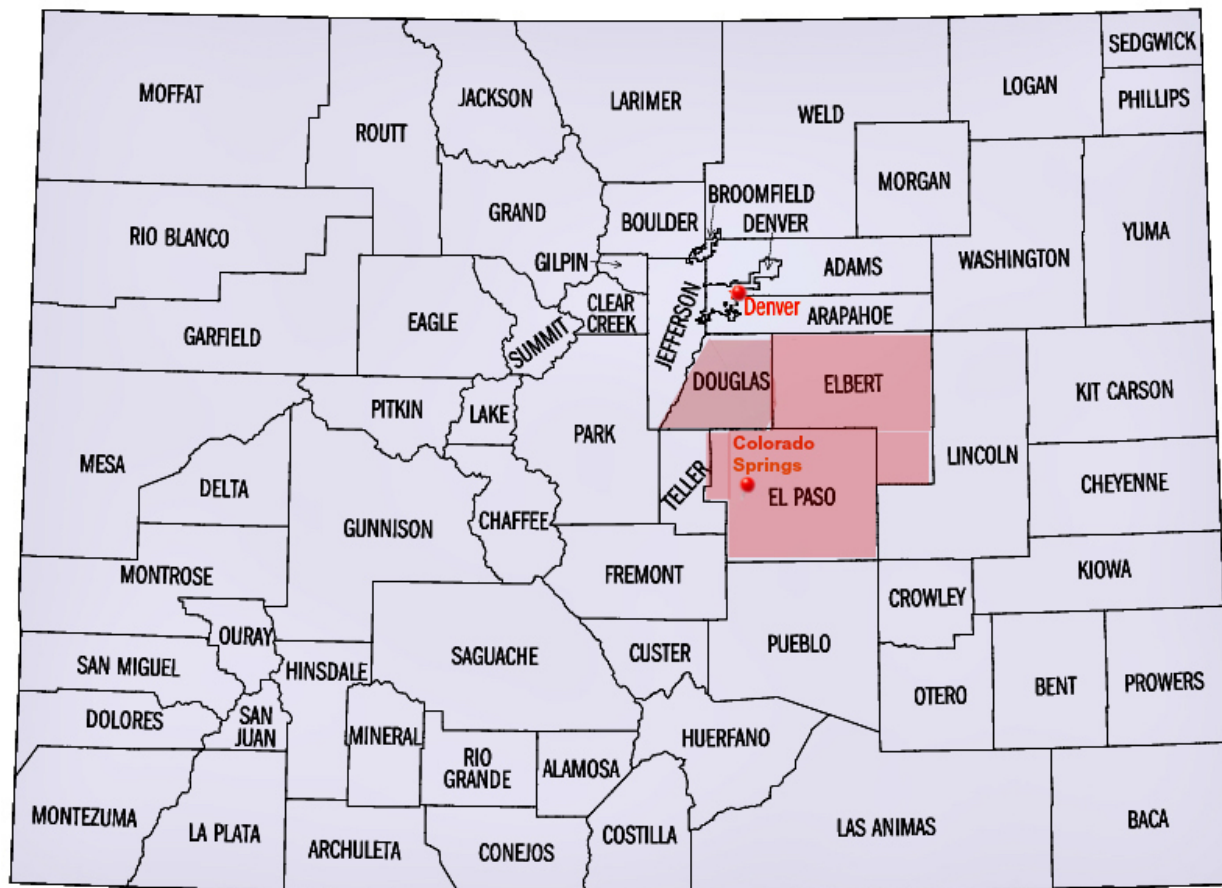 SEDGWICK
LOGAN
MOFFAT
JACKSON
LARIMER
PHILLIPS
WELD
ROUTT
MORGAN
BROOMFIELD
DENVER
GRAND
BOULDER
RIO BLANCO
YUMA
WASHINGTON
GILPIN
ADAMS
CLEAR
CREEK
Denver
JEFFERSON
ARAPAHOE
EAGLE
SUMMIT
GARFIELD
DOUGLAS
ELBERT
KIT CARSON
PITKIN
LAKE
PARK
Colorado
Springs
LINCOLN
MESA
DELTA
TELLER
EL PASO
CHEYENNE
GUNNISON
CHAFFEE
MONTROSE
FREMONT
KIOWA
CROWLEY
OURAY
PUEBLO
SAN MIGUEL
HINSDALE
SAGUACHE
CUSTER
OTERO
BENT
PROWERS
DOLORES
SAN
JUAN
MINERAL
HUERFANO
RIO
GRANDE
ALAMOSA
MONTEZUMA
LA PLATA
ARCHULETA
CONEJOS
COSTILLA
LAS ANIMAS
BACA